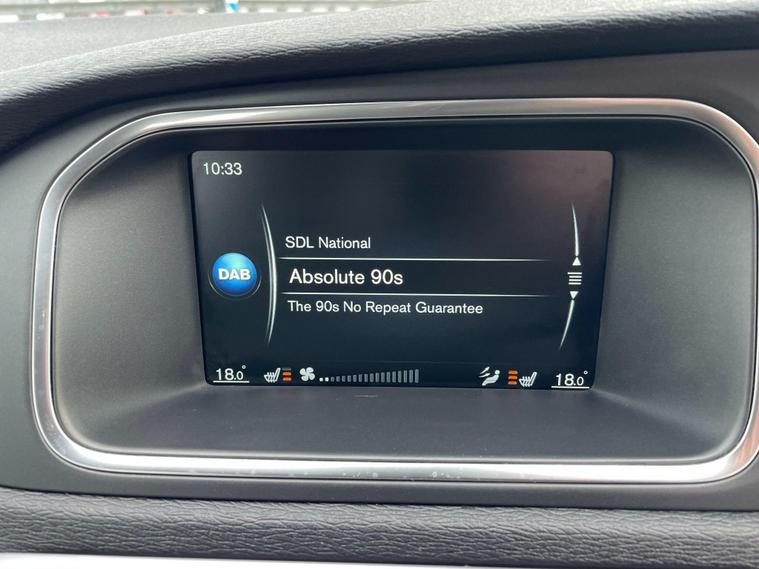 10:33
SDL National
DAB
Absolute 90s
The 90s No Repeat Guarantee
18.0°
18.0°